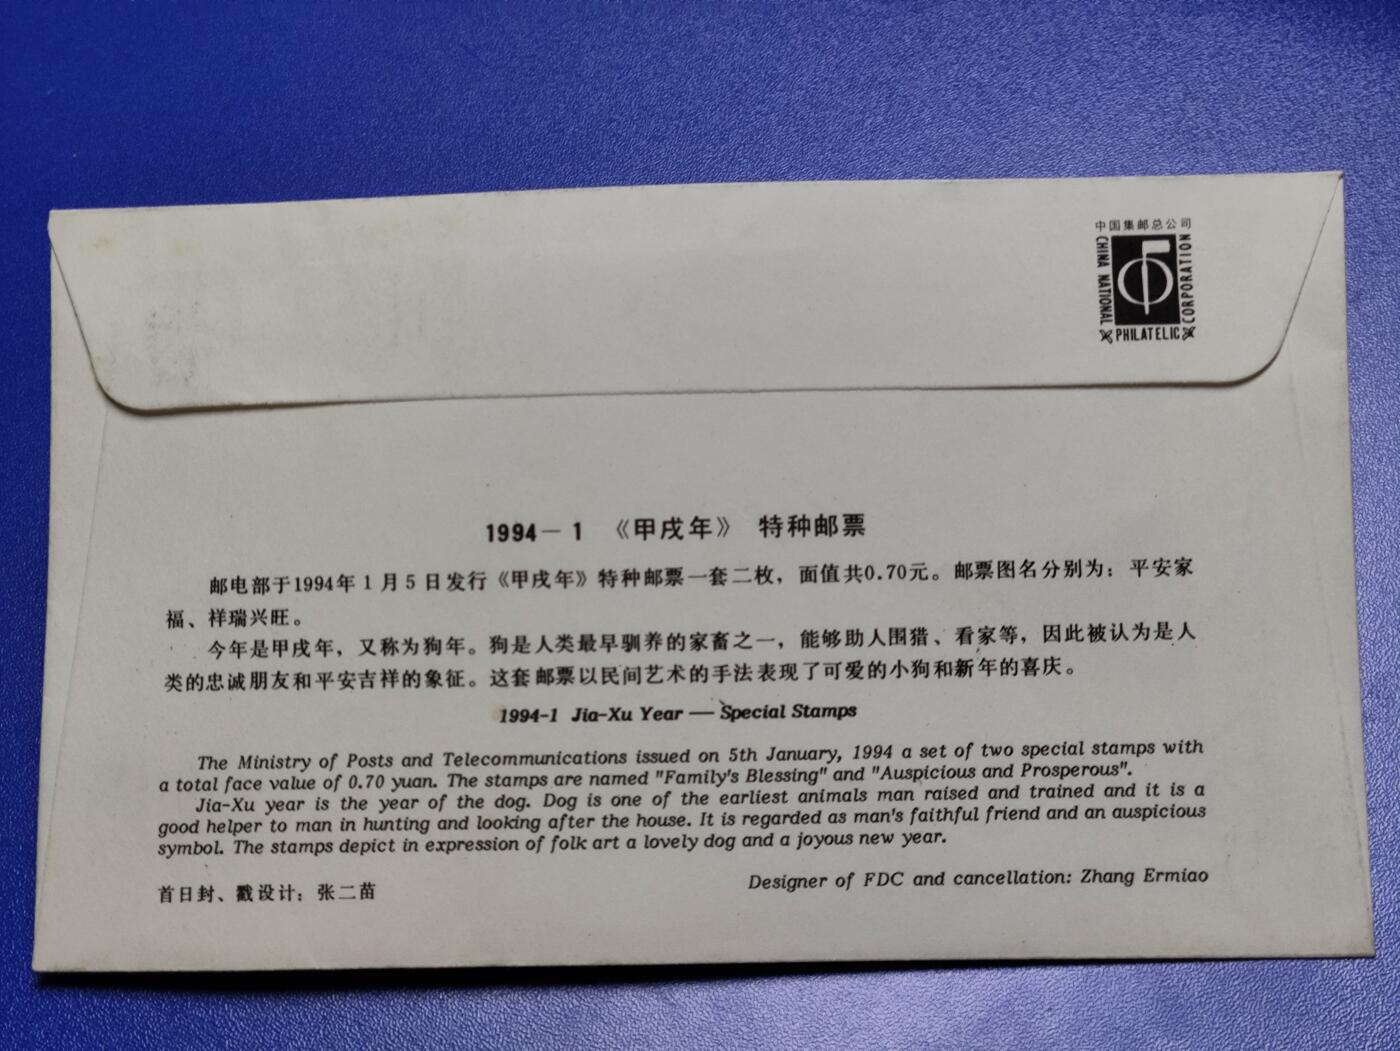 中国集邮总公司
CHINA NATIONAL
PHILATELIC
CORPORATION
1994—1 《甲戌年》 特种邮票
邮电部于1994年1月5日发行《甲戌年》特种邮票一套二枚，面值共0.70元。邮票图名分别为：平安家
福、祥瑞兴旺。
今年是甲戌年，又称为狗年。狗是人类最早驯养的家畜之一，能够助人围猎、看家等，因此被认为是人
类的忠诚朋友和平安吉祥的象征。这套邮票以民间艺术的手法表现了可爱的小狗和新年的喜庆。
1994-1 Jia-Xu Year — Special Stamps
The Ministry of Posts and Telecommunications issued on 5th January, 1994 a set of two special stamps with
a total face value of 0.70 yuan. The stamps are named "Family's Blessing" and "Auspicious and Prosperous".
Jia-Xu year is the year of the dog. Dog is one of the earliest animals man raised and trained and it is a
good helper to man in hunting and looking after the house. It is regarded as man's faithful friend and an auspicious
symbol. The stamps depict in expression of folk art a lovely dog and a joyous new year.
首日封、戳设计：张二苗
Designer of FDC and cancellation: Zhang Ermiao